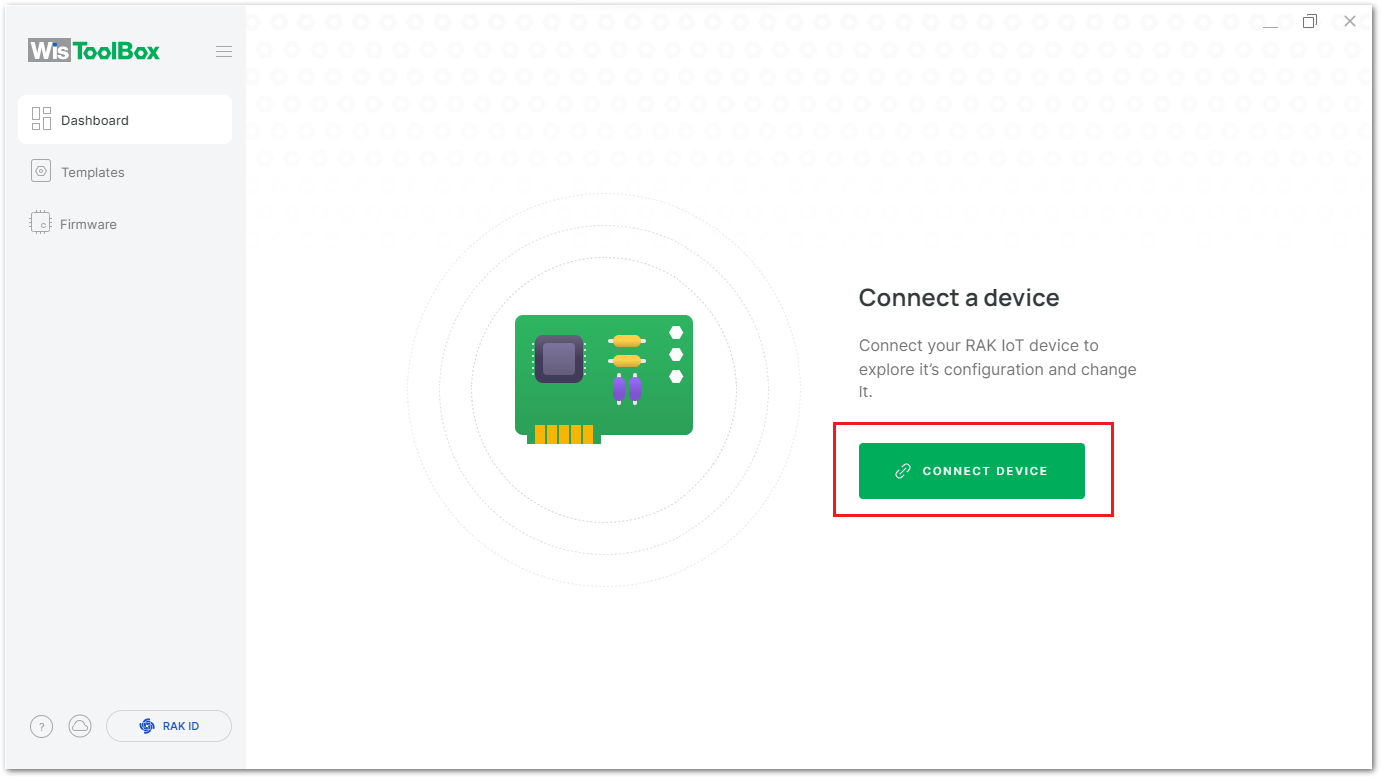 WisToolBox
Dashboard
Templates
Firmware
C
Connect a device
Connect your RAK IoT device to
explore it’s configuration and change
It.
CONNECT DEVICE
?
RAK ID